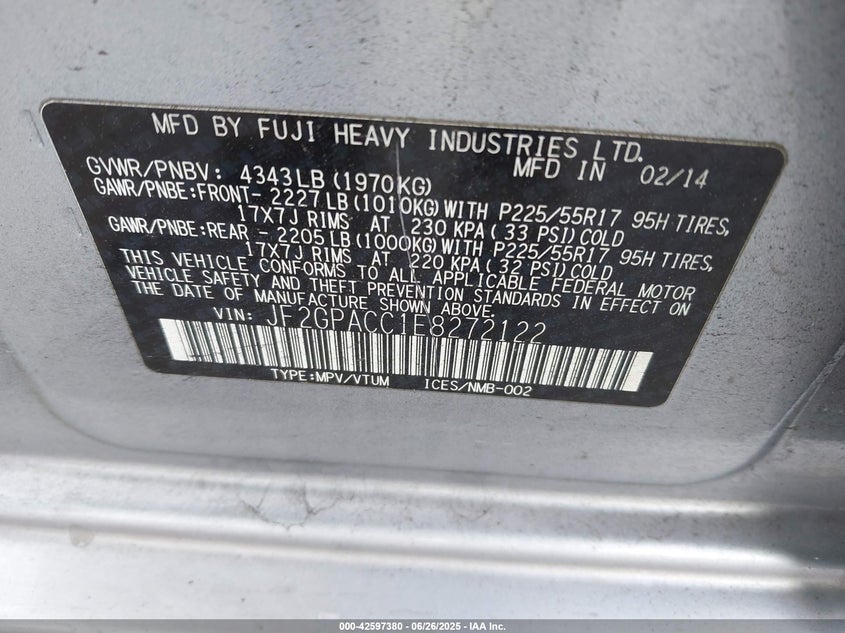 MFD BY FUJI HEAVY INDUSTRIES LTD.
MFD IN 02/14
GVWR/PNBV: 4343LB(1970KG)
GAWR/PNBE:FRONT- 2227LB(1010KG)WITH P225/55R17 95H TIRES,
17X7J RIMS AT 230 KPA( 33 PSI)COLD
GAWR/PNBE:REAR - 2205LB(1000KG)WITH P225/55R17 95H TIRES,
17X7J RIMS AT 220 KPA( 32 PSI)COLD
THIS VEHICLE CONFORMS TO ALL APPLICABLE FEDERAL MOTOR
VEHICLE SAFETY AND THEFT PREVENTION STANDARDS IN EFFECT ON
THE DATE OF MANUFACTURE SHOWN ABOVE.
VIN: JF2GPACC1E8272122
TYPE:MPV/VTUM ICES/NMB-002
000-42597380 - 06/26/2025 - IAA Inc.